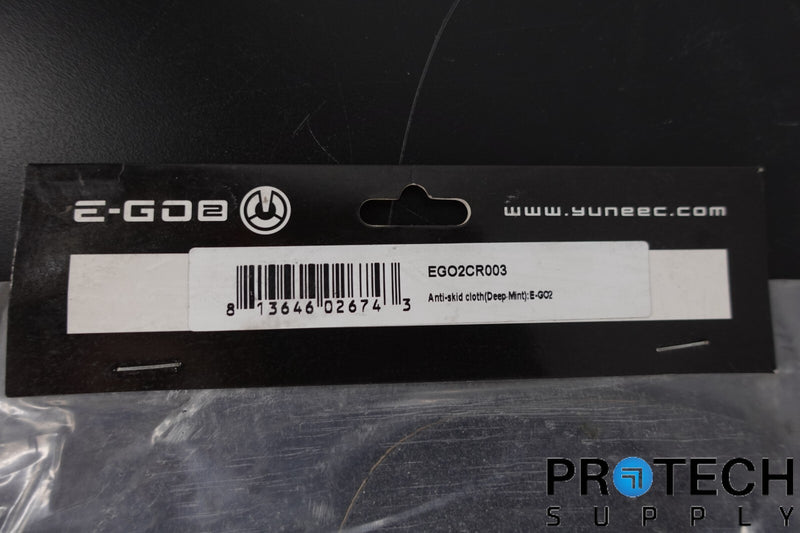 E-GO2
www.yuneec.com
EGO2CR003
Anti-skid cloth(Deep Mint):E-GO2
8 13646 02674 3
PROTECH
SUPPLY